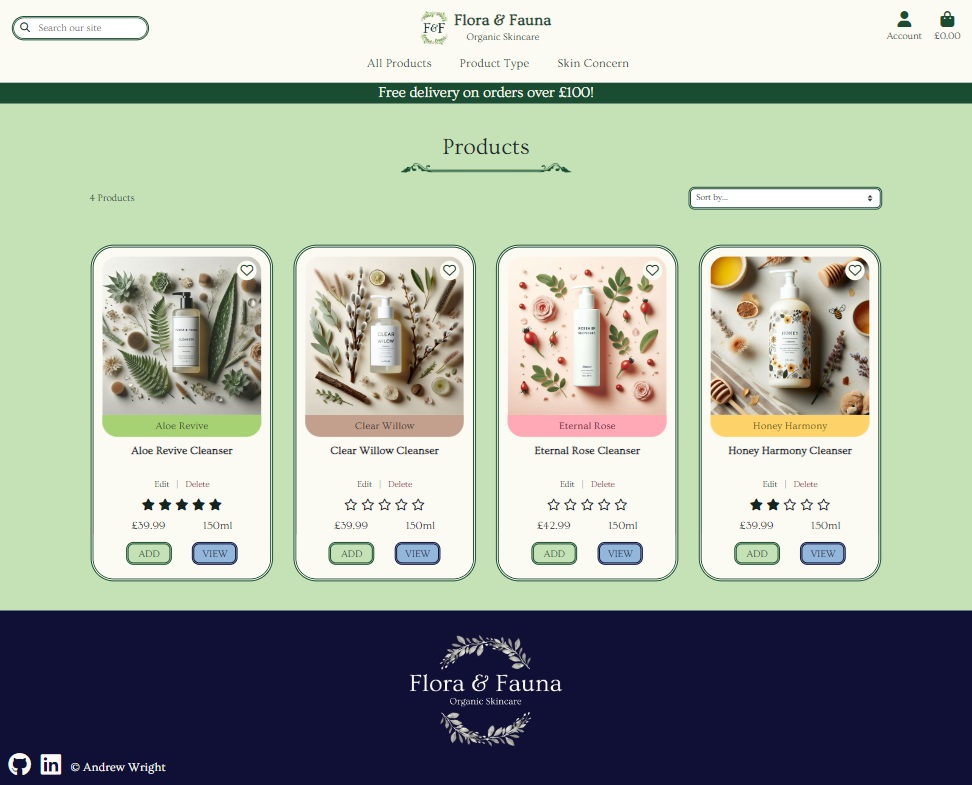 Search our site
F&F
Flora & Fauna
Organic Skincare
Account
£0.00
All Products
Product Type
Skin Concern
Free delivery on orders over £100!
Products
4 Products
Sort by...
Aloe Revive
Aloe Revive Cleanser
Edit | Delete
£39.99 150ml
ADD VIEW
CLEAR
Clear Willow
Clear Willow Cleanser
Edit | Delete
£39.99 150ml
ADD VIEW
Eternal Rose
Eternal Rose Cleanser
Edit | Delete
£42.99 150ml
ADD VIEW
HONEY
Honey Harmony
Honey Harmony Cleanser
Edit | Delete
£39.99 150ml
ADD VIEW
Flora & Fauna
Organic Skincare
in
© Andrew Wright